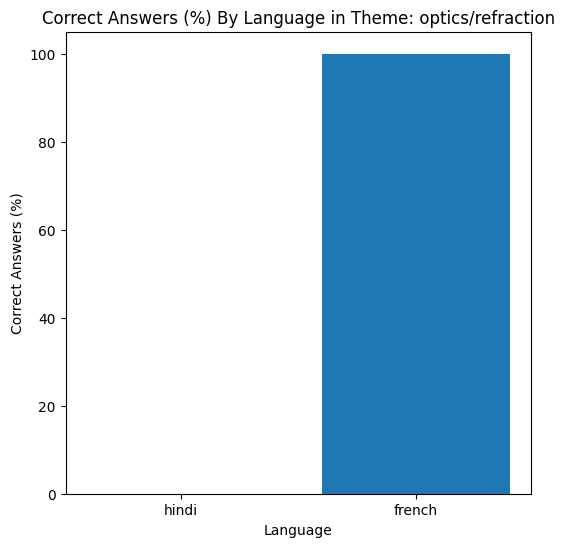 Correct Answers (%) By Language in Theme: optics/refraction
Correct Answers (%)
100
80
60
40
20
0
hindi
french
Language